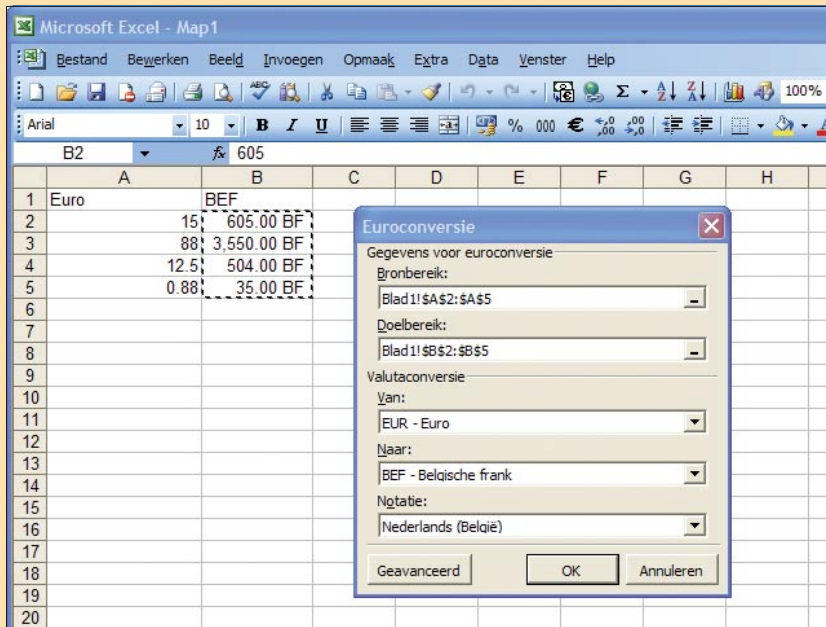 Microsoft Excel - Map1
Bestand Bewerken Beeld Invoegen Opmaak Extra Data Venster Help
ABC Σ A Z Z A 100%
Arial 10 B I U % 000 € ,00 ,00
B2 fx 605
A B C D E F G H
1 Euro BEF
2 15 605.00 BF
3 88 3,550.00 BF
4 12.5 504.00 BF
5 0.88 35.00 BF
6
7
8
9
10
11
12
13
14
15
16
17
18
19
20
Euroconversie
Gegevens voor euroconversie
Bronbereik:
Blad1!$A$2:$A$5
Doelbereik:
Blad1!$B$2:$B$5
Valutaconversie
Van:
EUR - Euro
Naar:
BEF - Belgische frank
Notatie:
Nederlands (België)
Geavanceerd OK Annuleren